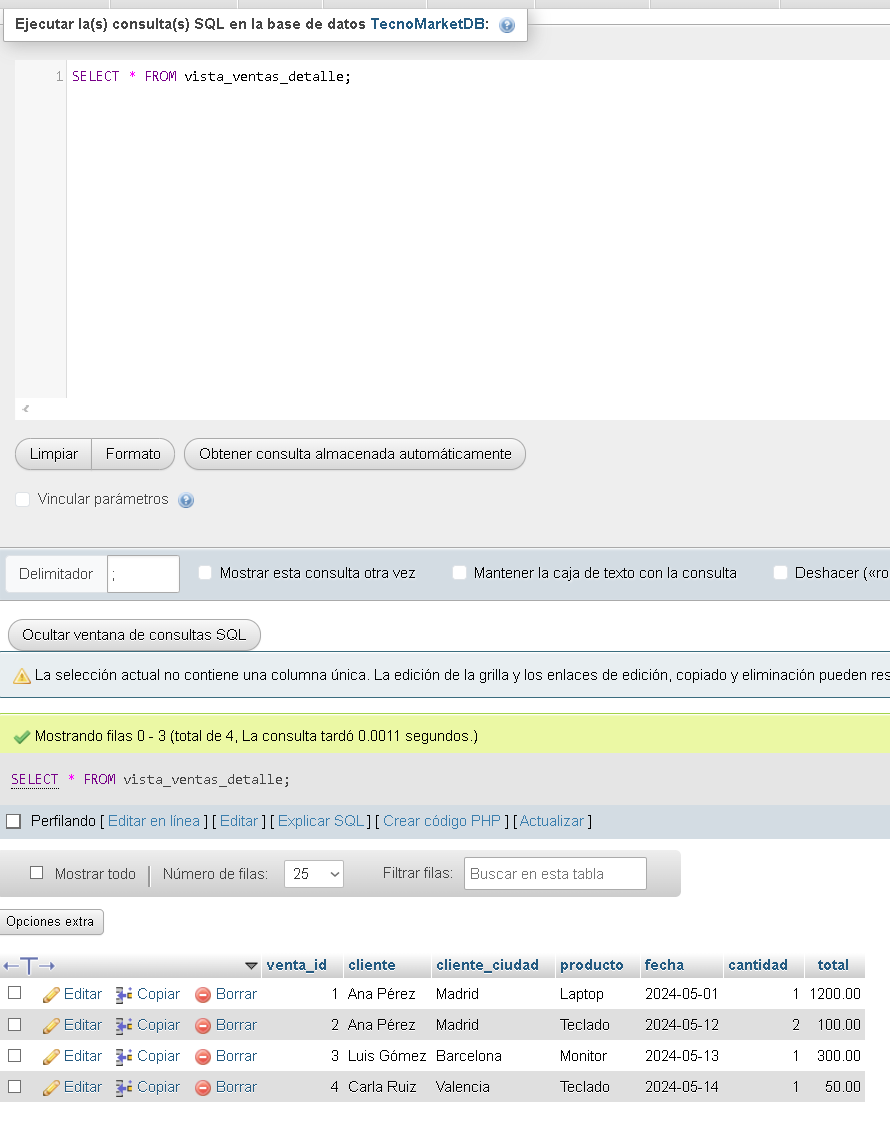 Ejecutar la(s) consulta(s) SQL en la base de datos TecnoMarketDB:
1 SELECT * FROM vista_ventas_detalle;
Limpiar Formato Obtener consulta almacenada automáticamente
Vincular parámetros
Delimitador ; Mostrar esta consulta otra vez Mantener la caja de texto con la consulta Deshacer («ro
Ocultar ventana de consultas SQL
La selección actual no contiene una columna única. La edición de la grilla y los enlaces de edición, copiado y eliminación pueden res
Mostrando filas 0 - 3 (total de 4, La consulta tardó 0.0011 segundos.)
SELECT * FROM vista_ventas_detalle;
Perfilando [ Editar en línea ] [ Editar ] [ Explicar SQL ] [ Crear código PHP ] [ Actualizar ]
Mostrar todo Número de filas: 25 Filtrar filas: Buscar en esta tabla
Opciones extra
venta_id cliente cliente_ciudad producto fecha cantidad total
Editar Copiar Borrar 1 Ana Pérez Madrid Laptop 2024-05-01 1 1200.00
Editar Copiar Borrar 2 Ana Pérez Madrid Teclado 2024-05-12 2 100.00
Editar Copiar Borrar 3 Luis Gómez Barcelona Monitor 2024-05-13 1 300.00
Editar Copiar Borrar 4 Carla Ruiz Valencia Teclado 2024-05-14 1 50.00